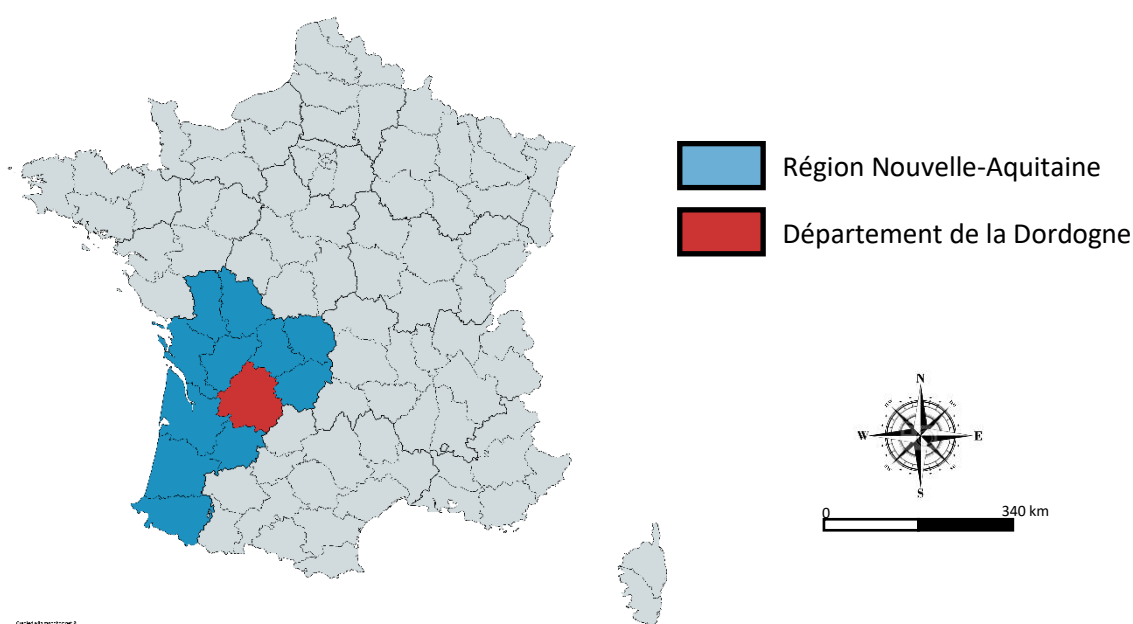 Région Nouvelle-Aquitaine
Département de la Dordogne
N
W E
S
0 340 km